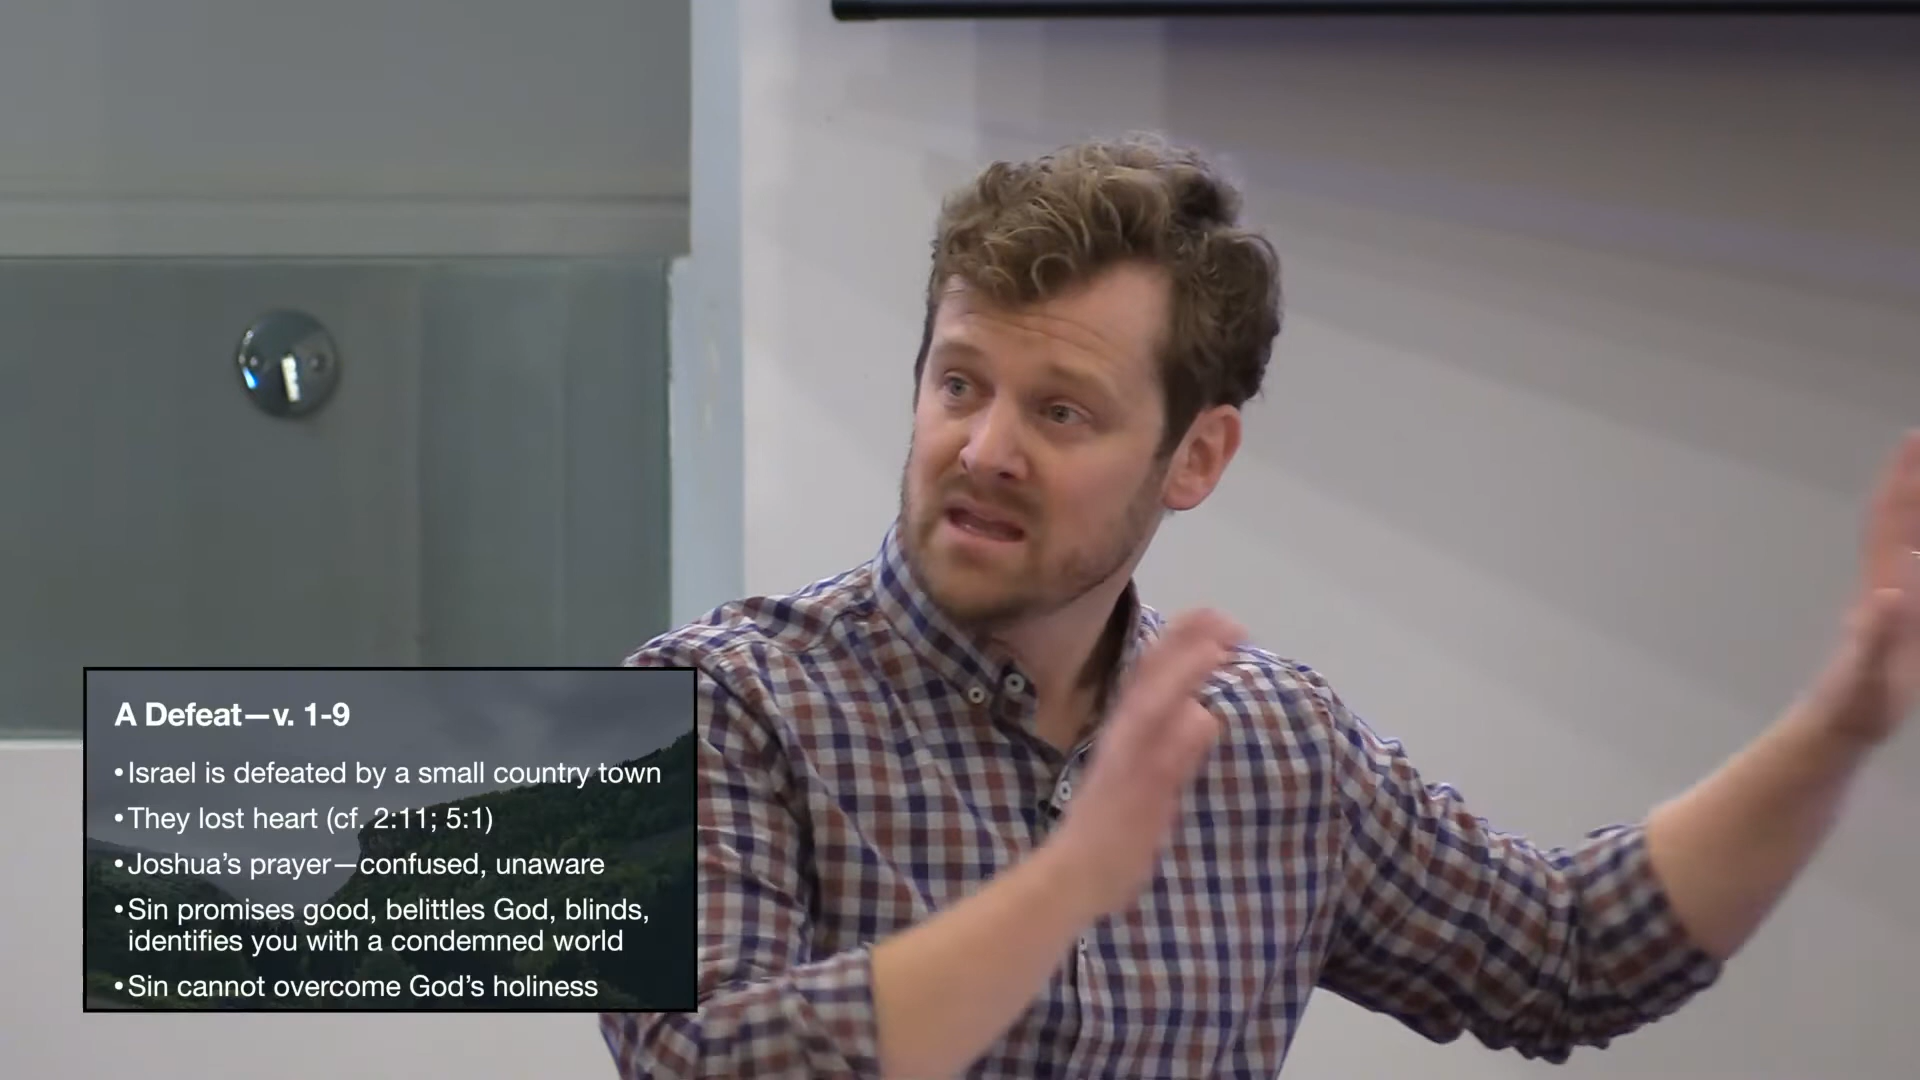 A Defeat—v. 1-9
•Israel is defeated by a small country town
•They lost heart (cf. 2:11; 5:1)
•Joshua’s prayer—confused, unaware
•Sin promises good, belittles God, blinds,
identifies you with a condemned world
•Sin cannot overcome God’s holiness